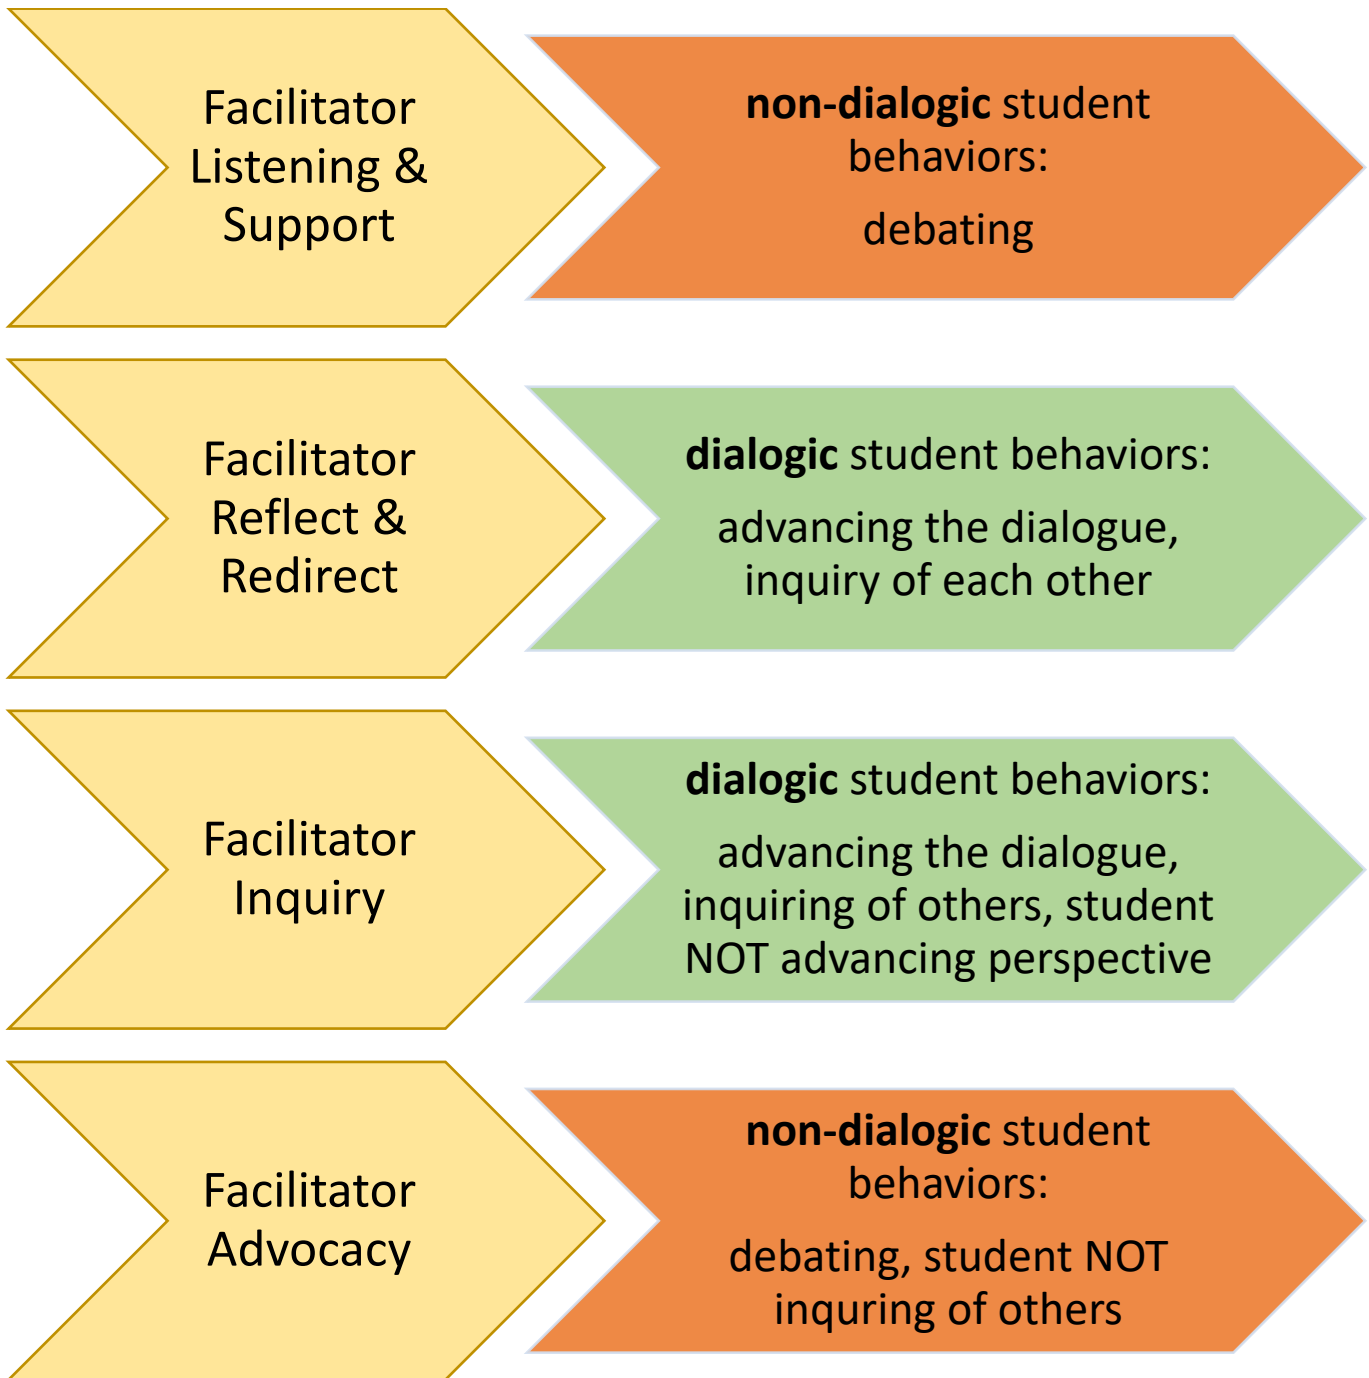 Facilitator
Listening &
Support
non-dialogic student
behaviors:
debating
Facilitator
Reflect &
Redirect
dialogic student behaviors:
advancing the dialogue,
inquiry of each other
Facilitator
Inquiry
dialogic student behaviors:
advancing the dialogue,
inquiring of others, student
NOT advancing perspective
Facilitator
Advocacy
non-dialogic student
behaviors:
debating, student NOT
inquring of others